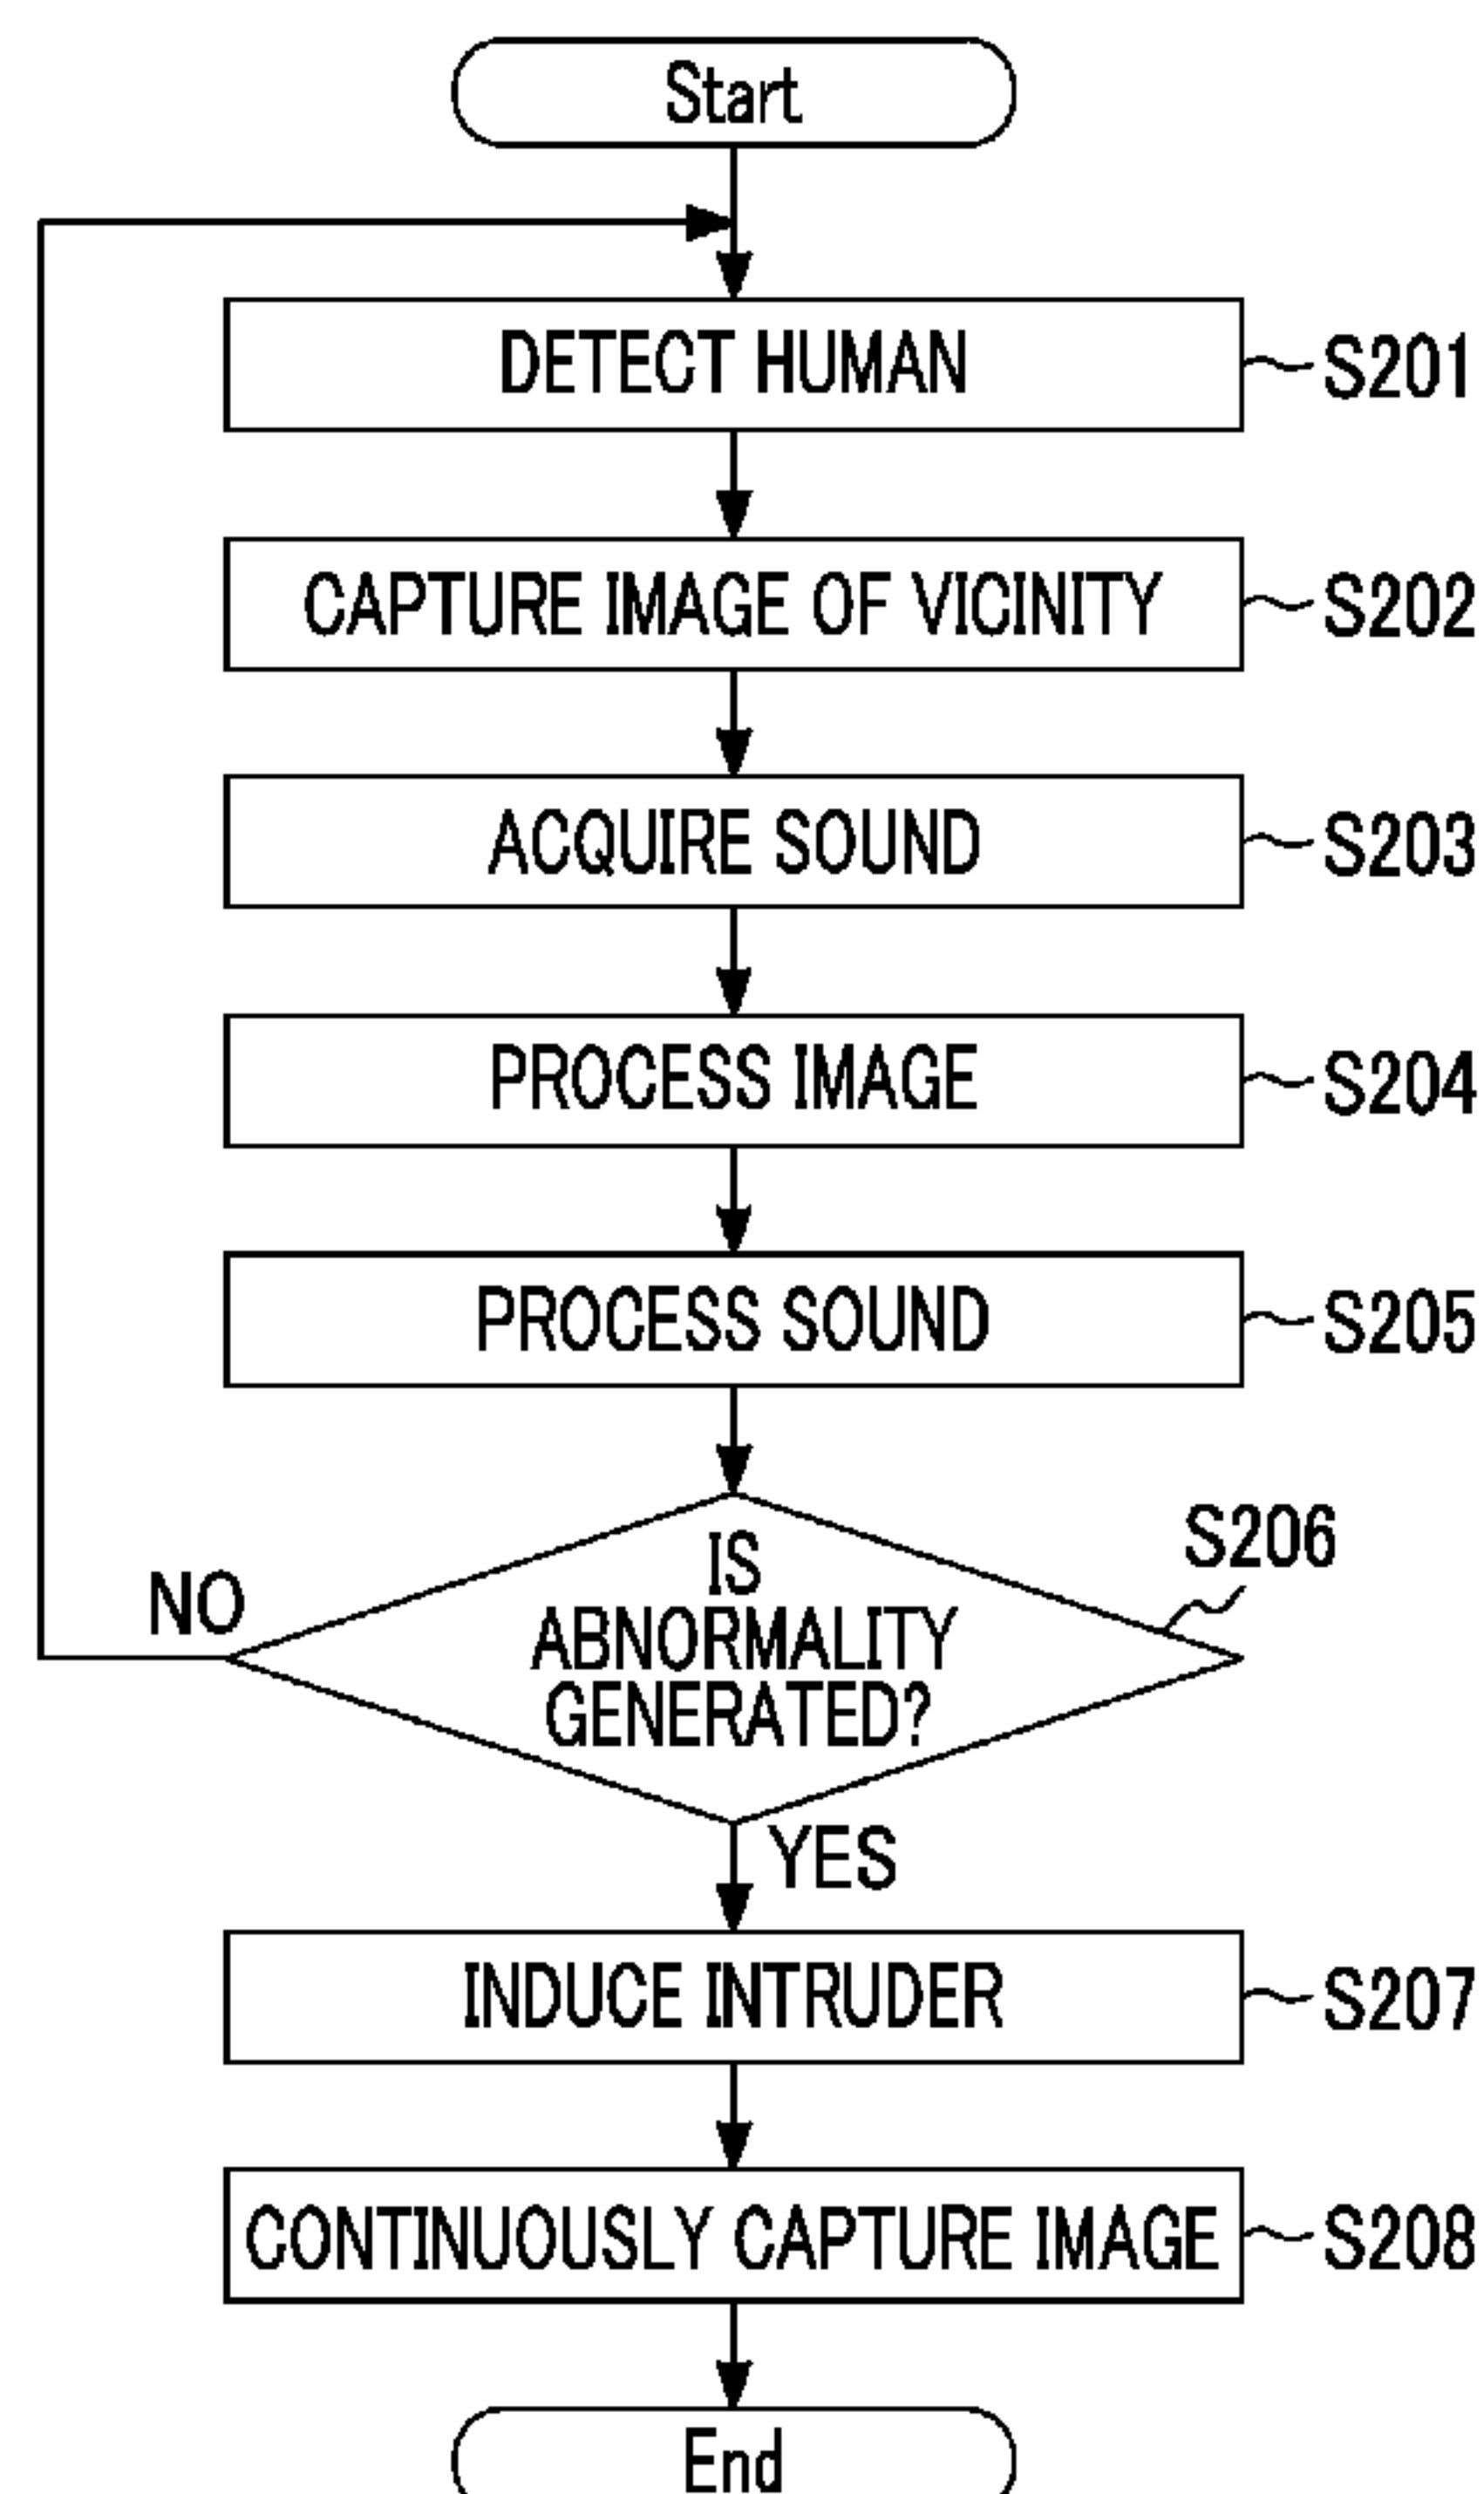 Start
DETECT HUMAN
S201
CAPTURE IMAGE OF VICINITY
S202
ACQUIRE SOUND
S203
PROCESS IMAGE
S204
PROCESS SOUND
S205
S206
IS
ABNORMALITY
GENERATED?
NO
YES
INDUCE INTRUDER
S207
CONTINUOUSLY CAPTURE IMAGE
S208
End